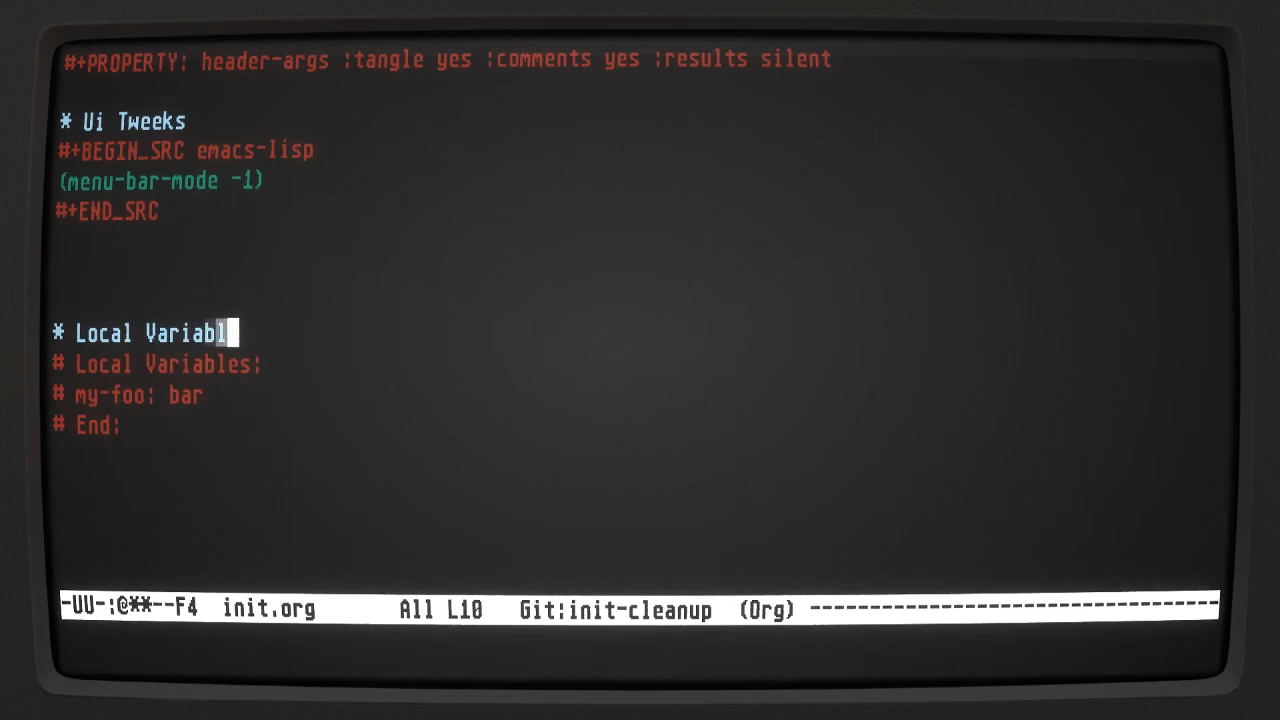 #+PROPERTY: header-args :tangle yes :comments yes :results silent
* Ui Tweeks
#+BEGIN_SRC emacs-lisp
(menu-bar-mode -1)
#+END_SRC
* Local Variabl
# Local Variables:
# my-foo: bar
# End:
-UU-:@**--F4  init.org        All L10   Git:init-cleanup  (Org) -----------------------------------